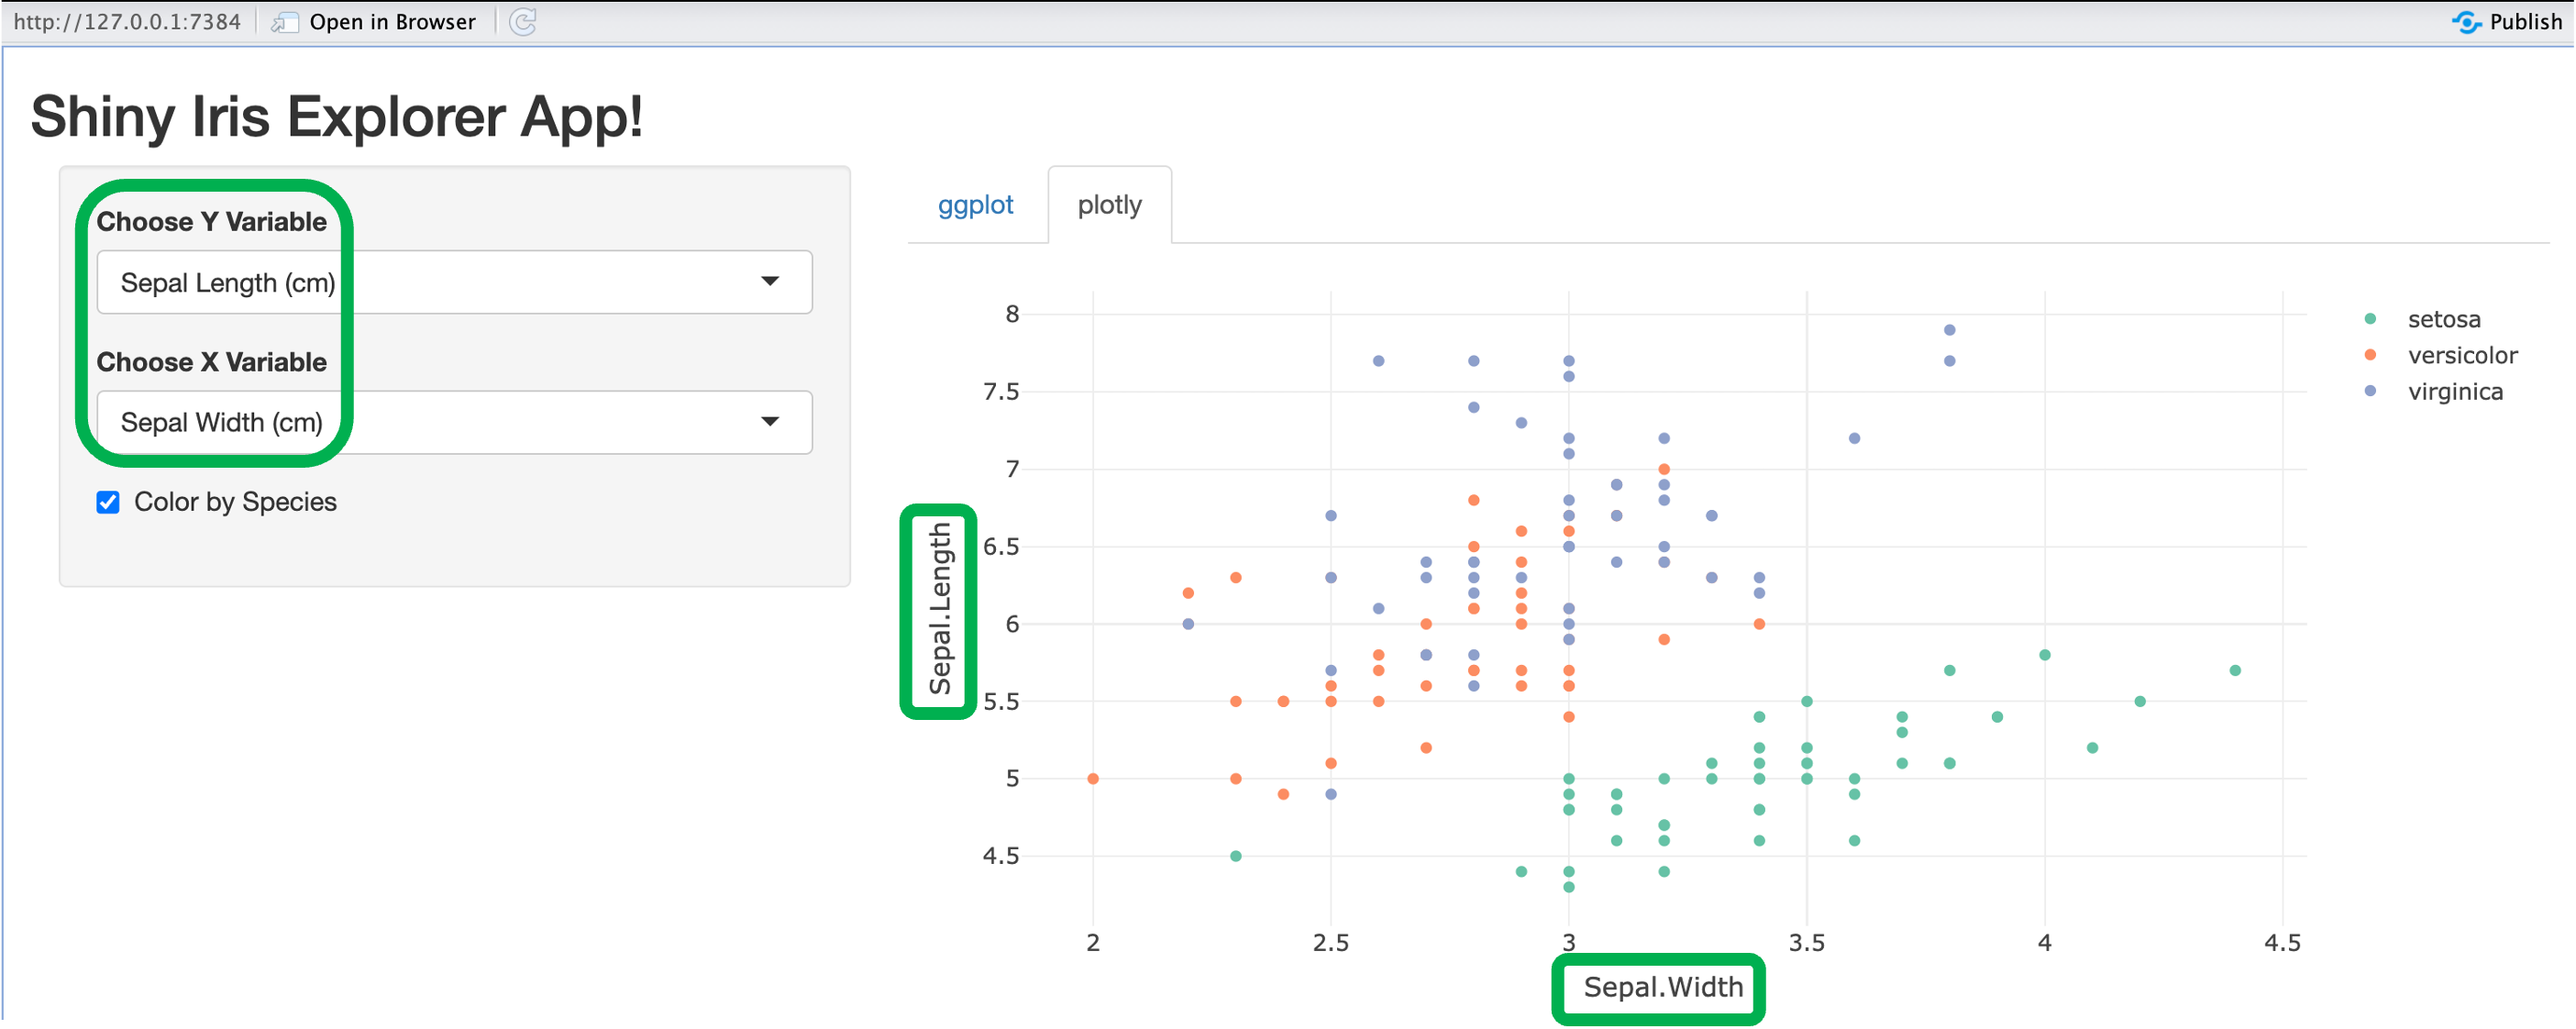 http://127.0.0.1:7384 Open in Browser Publish
Shiny Iris Explorer App!
Choose Y Variable
Sepal Length (cm)
Choose X Variable
Sepal Width (cm)
Color by Species
ggplot plotly
8
7.5
7
6.5
6
5.5
5
4.5
Sepal.Length
2 2.5 3 3.5 4 4.5
Sepal.Width
setosa
versicolor
virginica